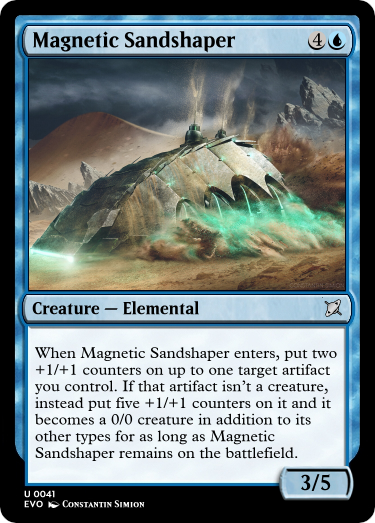 Magnetic Sandshaper 4
Creature — Elemental
When Magnetic Sandshaper enters, put two
+1/+1 counters on up to one target artifact
you control. If that artifact isn't a creature,
instead put five +1/+1 counters on it and it
becomes a 0/0 creature in addition to its
other types for as long as Magnetic
Sandshaper remains on the battlefield.
3/5
U 0041
EVO Constantin Simion